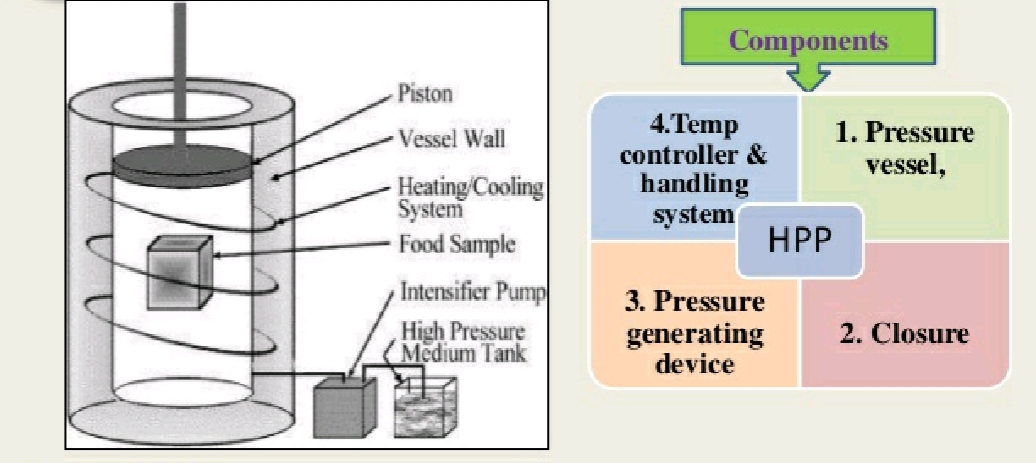 Piston
Vessel Wall
Heating/Cooling
System
Food Sample
Intensifier Pump
High Pressure
Medium Tank
Components
4.Temp
controller &
handling
system
1. Pressure
vessel,
HPP
3. Pressure
generating
device
2. Closure